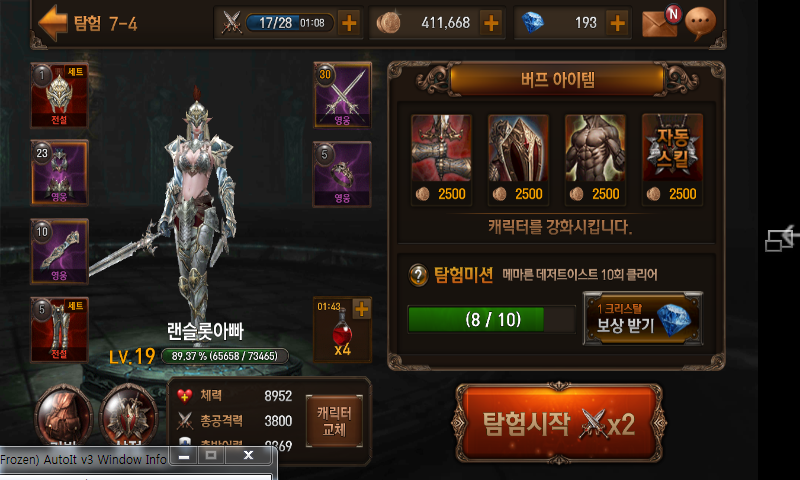 탐험 7-4
17/28 01:08
411,668
193
N
1 세트
전설
23
영웅
10
영웅
5 세트
전설
30
영웅
5
영웅
랜슬롯아빠
LV.19 89,37 % (65658 / 73465)
01:43
x4
버프 아이템
자동
스킬
2500 2500 2500 2500
캐릭터를 강화시킵니다.
? 탐험미션 메마른 데저트이스트 10회 클리어
(8 / 10)
1 크리스탈
보상 받기
체력 8952
총공격력 3800
캐릭터
교체
탐험시작 x2
Frozen) AutoIt v3 Window Info